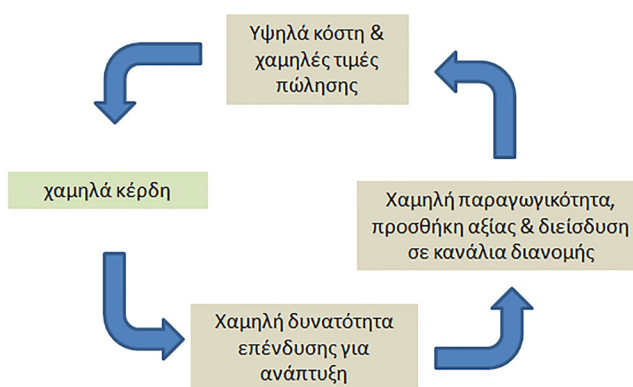 Υψηλά κόστη &
χαμηλές τιμές
πώλησης
χαμηλά κέρδη
Χαμηλή παραγωγικότητα,
προσθήκη αξίας & διείσδυση
σε κανάλια διανομής
Χαμηλή δυνατότητα
επένδυσης για
ανάπτυξη